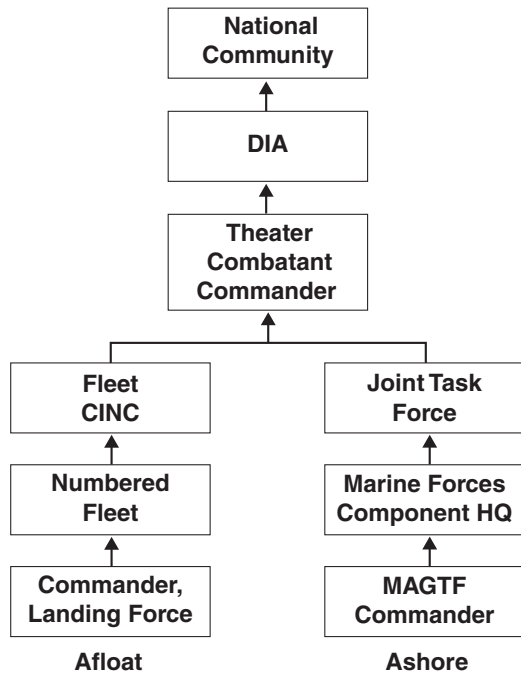 National
Community
DIA
Theater
Combatant
Commander
Fleet
CINC
Joint Task
Force
Numbered
Fleet
Marine Forces
Component HQ
Commander,
Landing Force
MAGTF
Commander
Afloat
Ashore